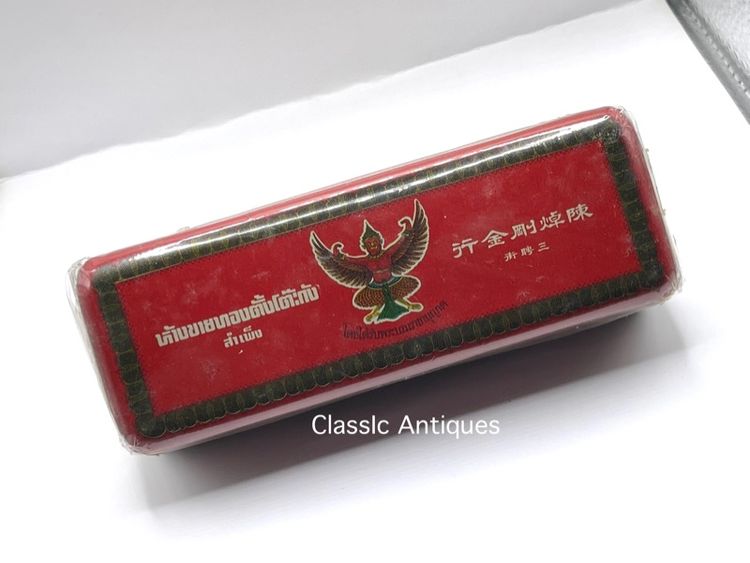 ห้างขายทองตั้งโต๊ะกัง
สำเพ็ง
โดยได้รับพระบรมราชานุญาต
行金剛焯陳
街聘三
Classic Antiques